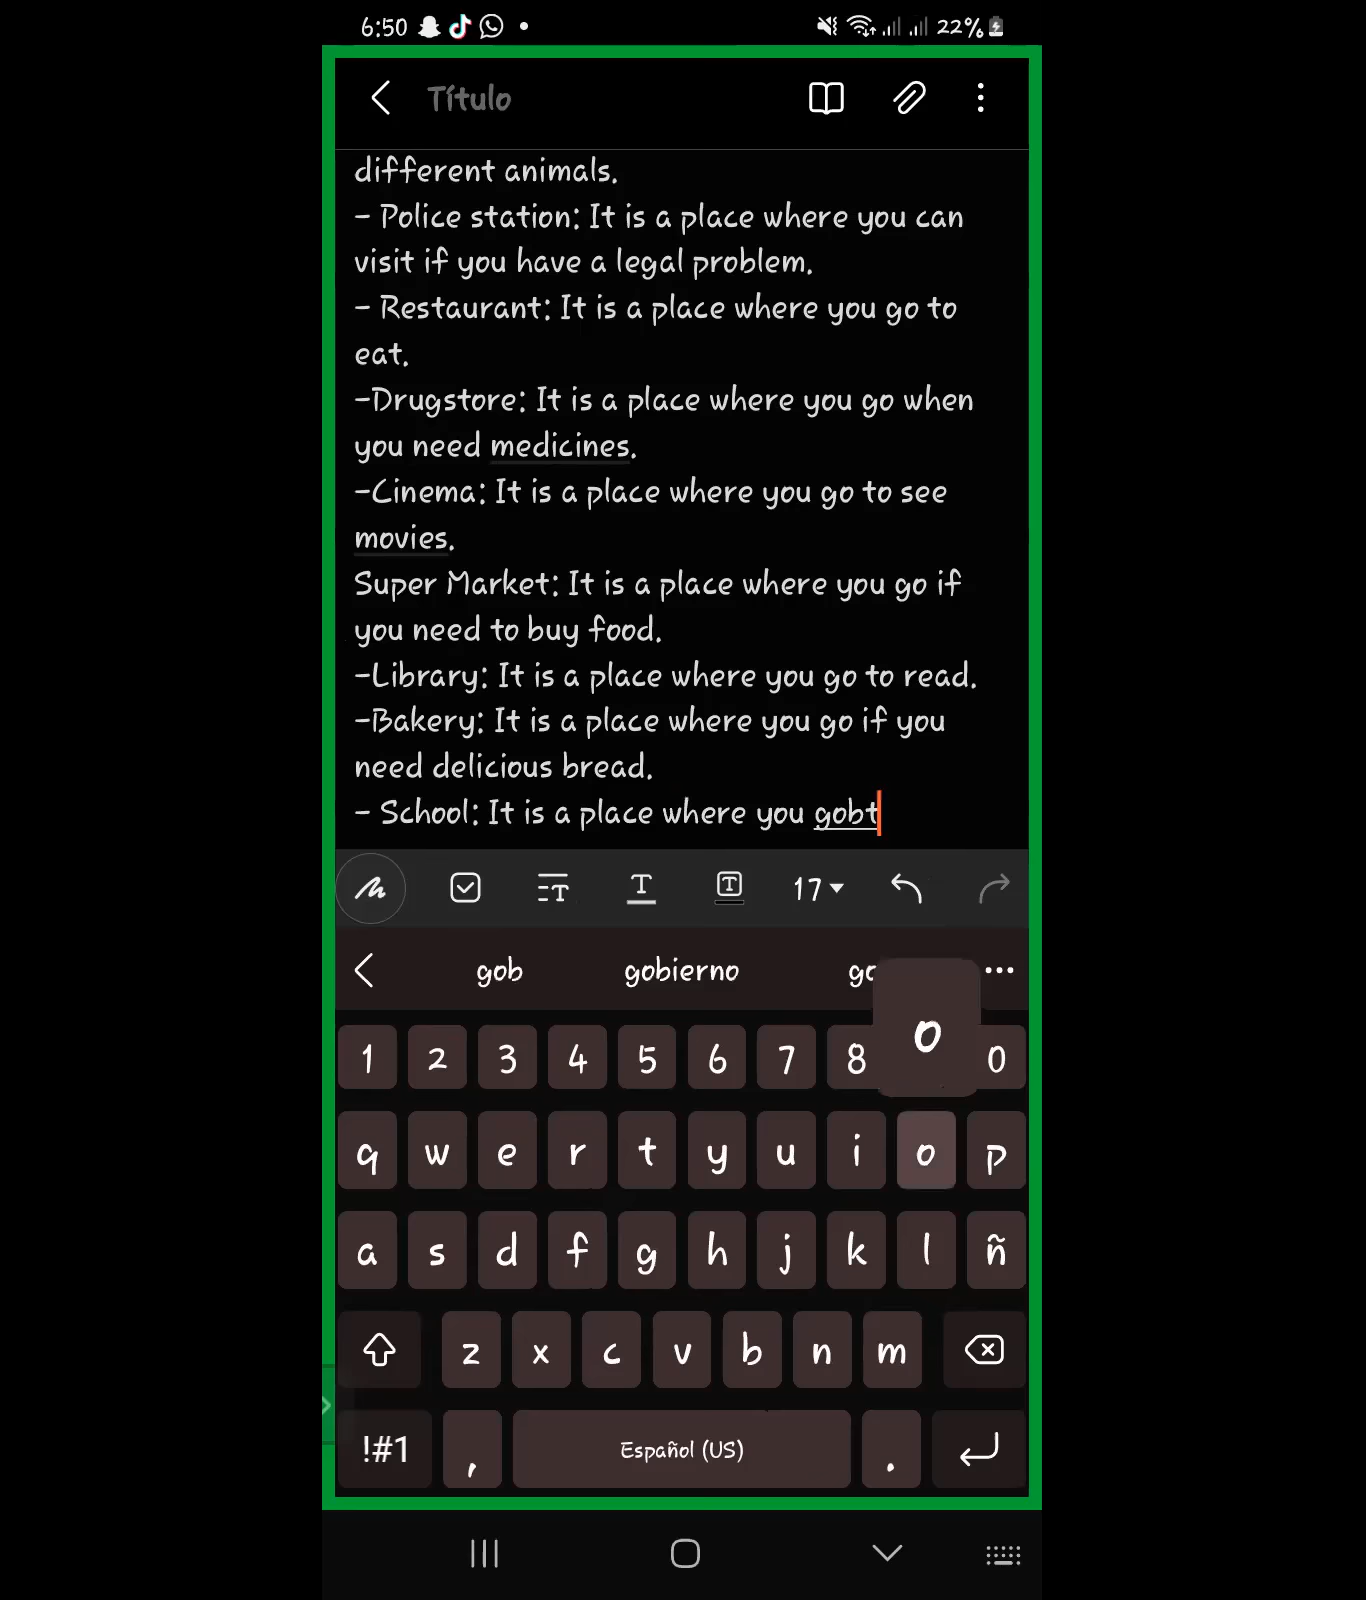 6:50 22%
Título
different animals.
- Police station: It is a place where you can
visit if you have a legal problem.
- Restaurant: It is a place where you go to
eat.
-Drugstore: It is a place where you go when
you need medicines.
-Cinema: It is a place where you go to see
movies.
Super Market: It is a place where you go if
you need to buy food.
-Library: It is a place where you go to read.
-Bakery: It is a place where you go if you
need delicious bread.
- School: It is a place where you gobt
17
gob gobierno
o
1 2 3 4 5 6 7 8 0
q w e r t y u i o p
a s d f g h j k l ñ
z x c v b n m
!#1 , Español (US) .